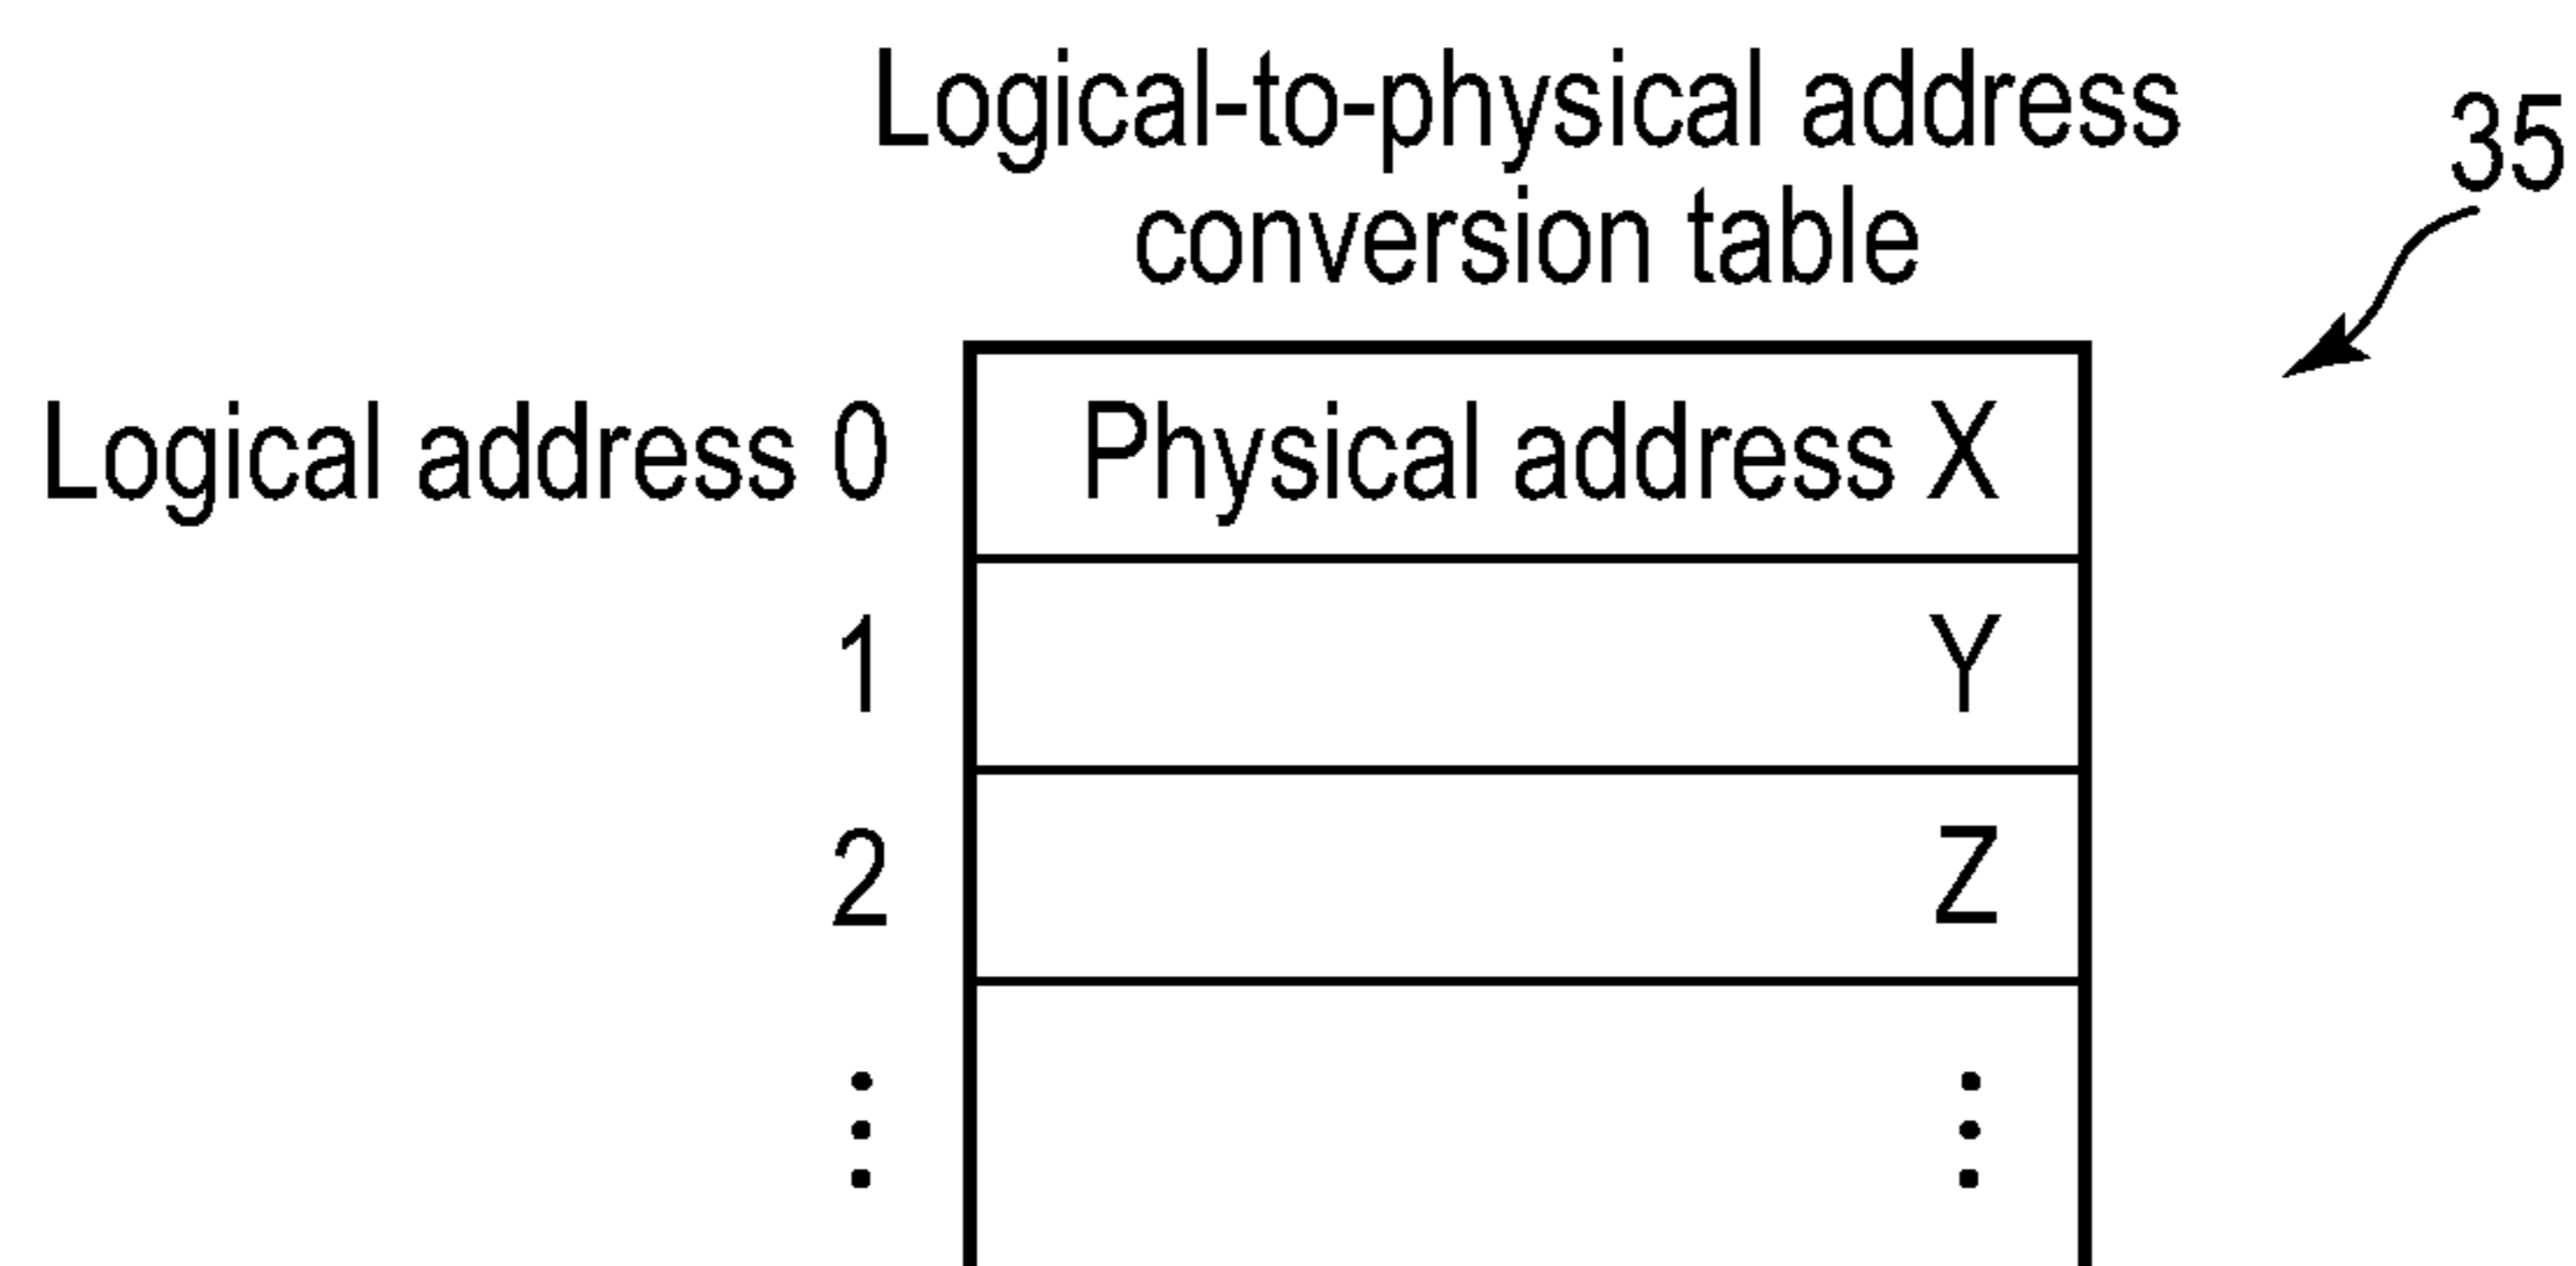 Logical-to-physical address
conversion table
35
Logical address 0 Physical address X
1 Y
2 Z